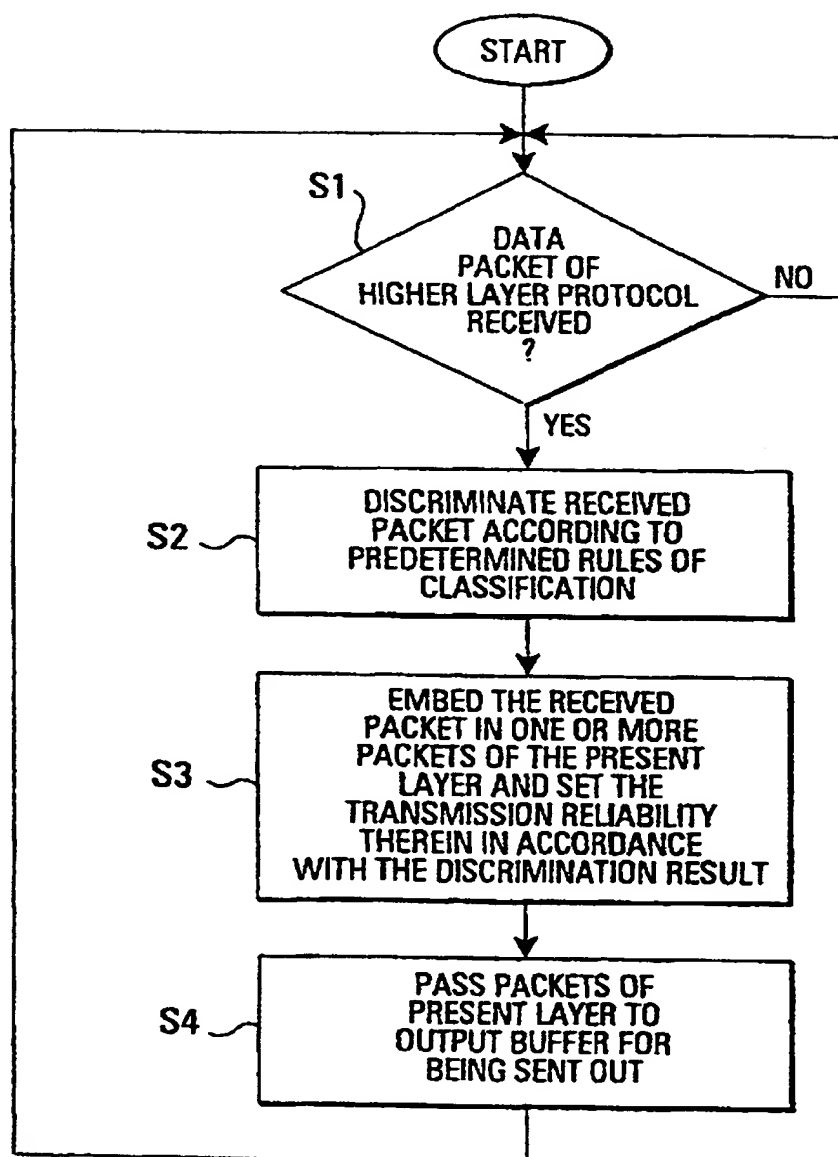 START
S1
DATA
PACKET OF
HIGHER LAYER PROTOCOL
RECEIVED
?
NO
YES
S2
DISCRIMINATE RECEIVED
PACKET ACCORDING TO
PREDETERMINED RULES OF
CLASSIFICATION
S3
EMBED THE RECEIVED
PACKET IN ONE OR MORE
PACKETS OF THE PRESENT
LAYER AND SET THE
TRANSMISSION RELIABILITY
THEREIN IN ACCORDANCE
WITH THE DISCRIMINATION RESULT
S4
PASS PACKETS OF
PRESENT LAYER TO
OUTPUT BUFFER FOR
BEING SENT OUT